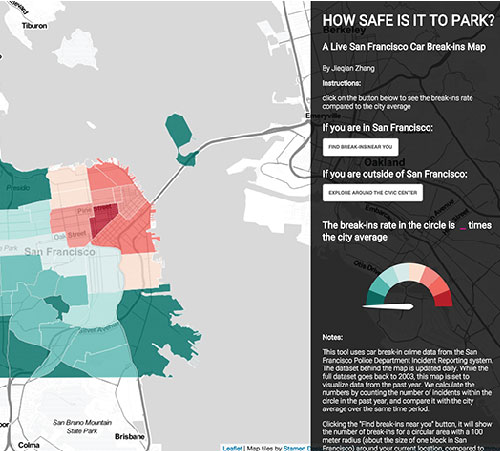 Tiburon
Presidio
Pine Street
Oak Street
Park
San Francisco
San Bruno Mountain
State Park
Colma
Brisbane
Leaflet | Map tiles by Stamen D
HOW SAFE IS IT TO PARK?
Berkeley
A Live San Francisco Car Break-ins Map
By Jieqian Zhang
Instructions:
click on the button below to see the break-ins rate
compared to the city average
Emeryville
If you are in San Francisco:
FIND BREAK-INS NEAR YOU
Oakland
If you are outside of San Francisco:
EXPLORE AROUND THE CIVIC CENTER
The break-ins rate in the circle is _ times
the city average
Otis Drive
Notes:
This tool uses car break-in crime data from the San
Francisco Police Department Incident Reporting system.
The dataset behind the map is updated daily. While the
full dataset goes back to 2003, this map is set to
visualize data from the past year. We calculate the
numbers by counting the number of incidents within the
circle in the past year, and compare it with the city
average over the same time period.
Clicking the "Find break-ins near you" button, it will show
the number of break-ins for a circular area with a 100
meter radius (about the size of one block in San
Francisco) around your current location, compared to